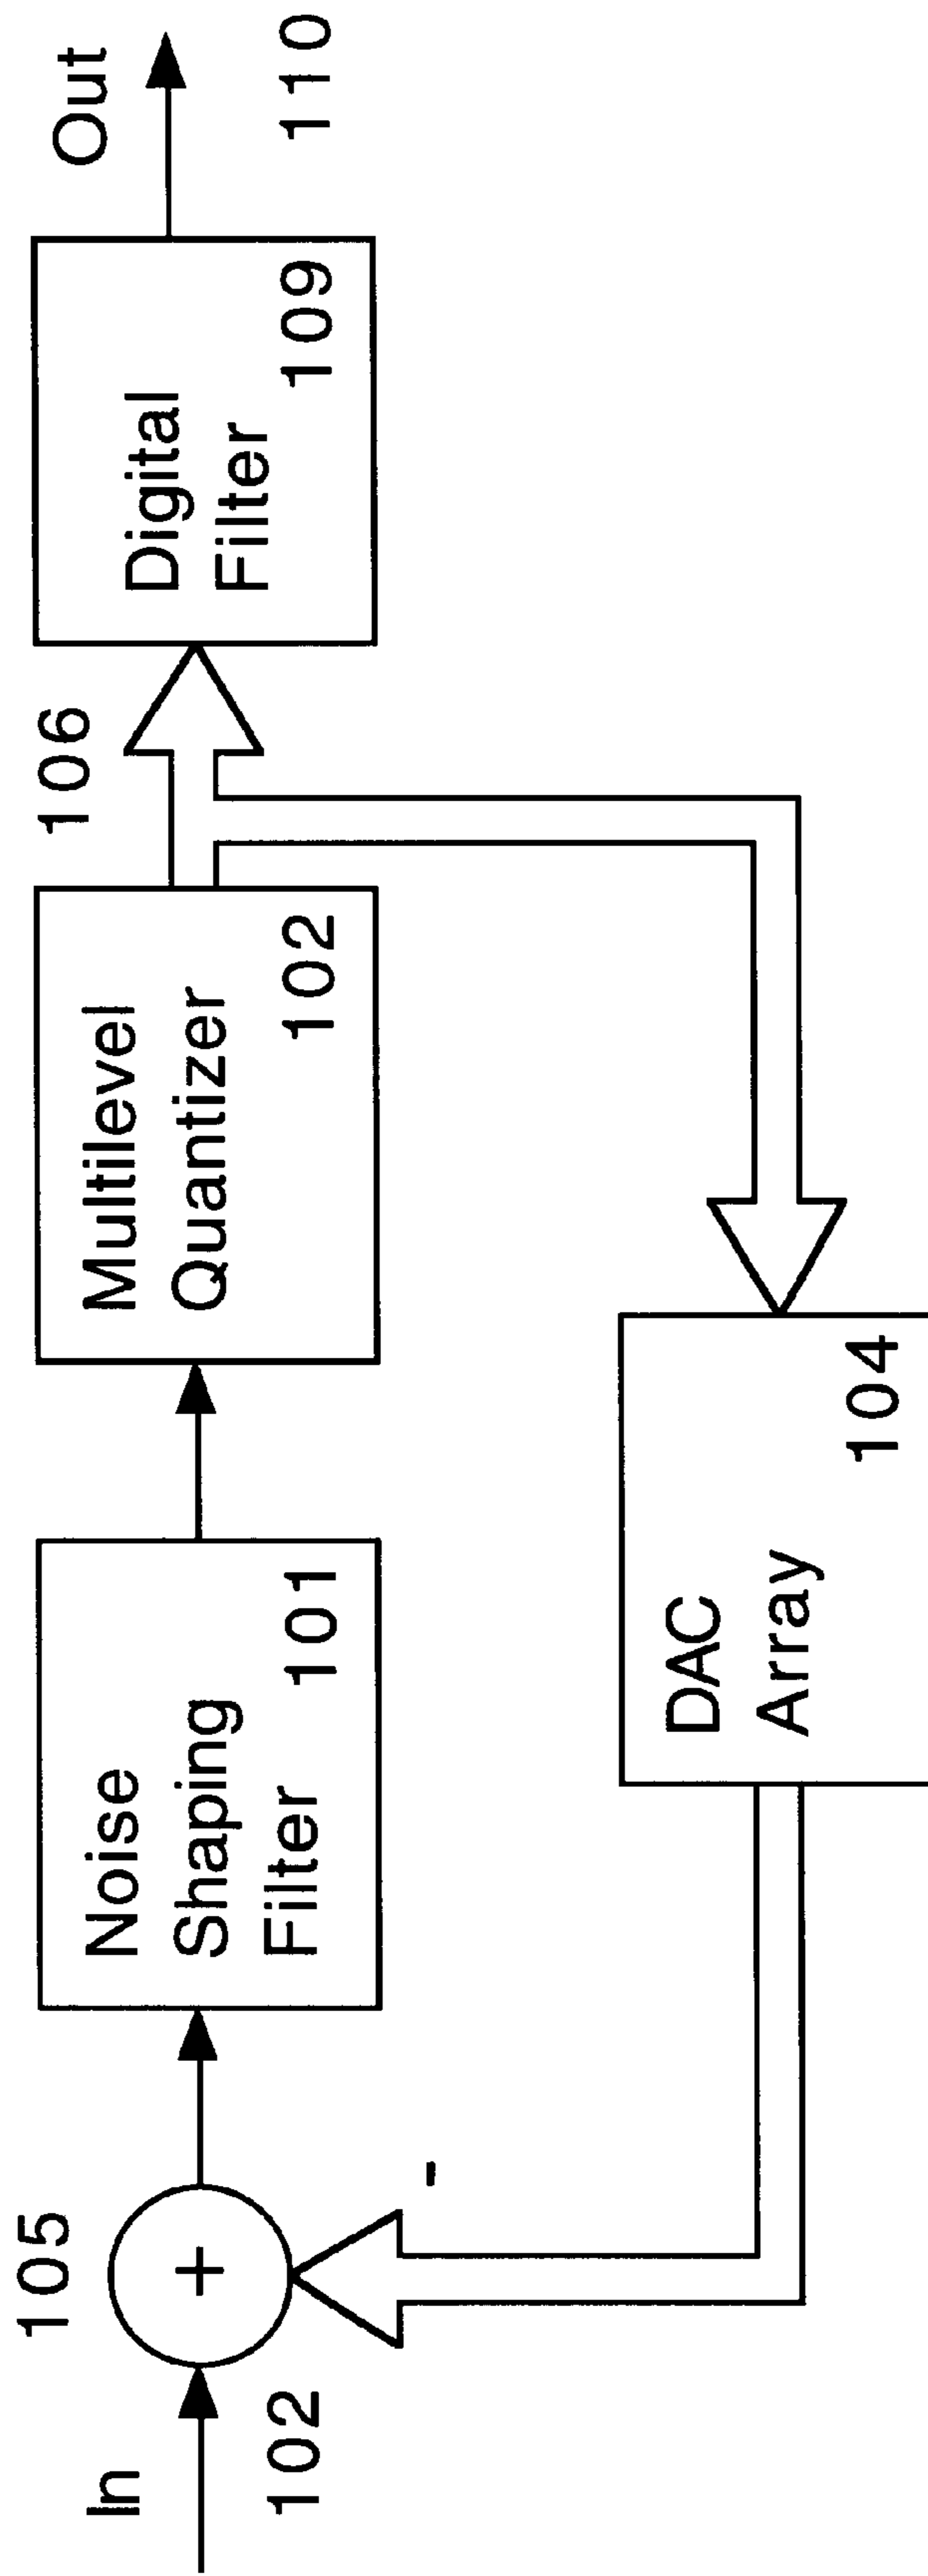 In
102
105
+
-
Noise
Shaping
Filter
101
Multilevel
Quantizer
102
106
Digital
Filter
109
Out
110
DAC
Array
104